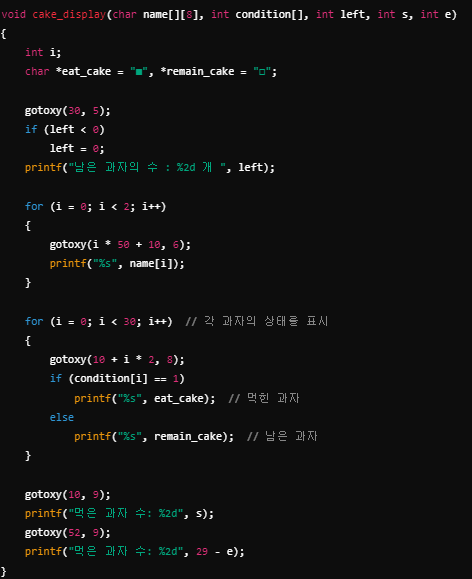 void cake_display(char name[][8], int condition[], int left, int s, int e)
{
    int i;
    char *eat_cake = "■", *remain_cake = "□";

    gotoxy(30, 5);
    if (left < 0)
        left = 0;
    printf("남은 과자의 수 : %2d 개 ", left);

    for (i = 0; i < 2; i++)
    {
        gotoxy(i * 50 + 10, 6);
        printf("%s", name[i]);
    }

    for (i = 0; i < 30; i++)  // 각 과자의 상태를 표시
    {
        gotoxy(10 + i * 2, 8);
        if (condition[i] == 1)
            printf("%s", eat_cake);  // 먹힌 과자
        else
            printf("%s", remain_cake);  // 남은 과자
    }

    gotoxy(10, 9);
    printf("먹은 과자 수: %2d", s);
    gotoxy(52, 9);
    printf("먹은 과자 수: %2d", 29 - e);
}